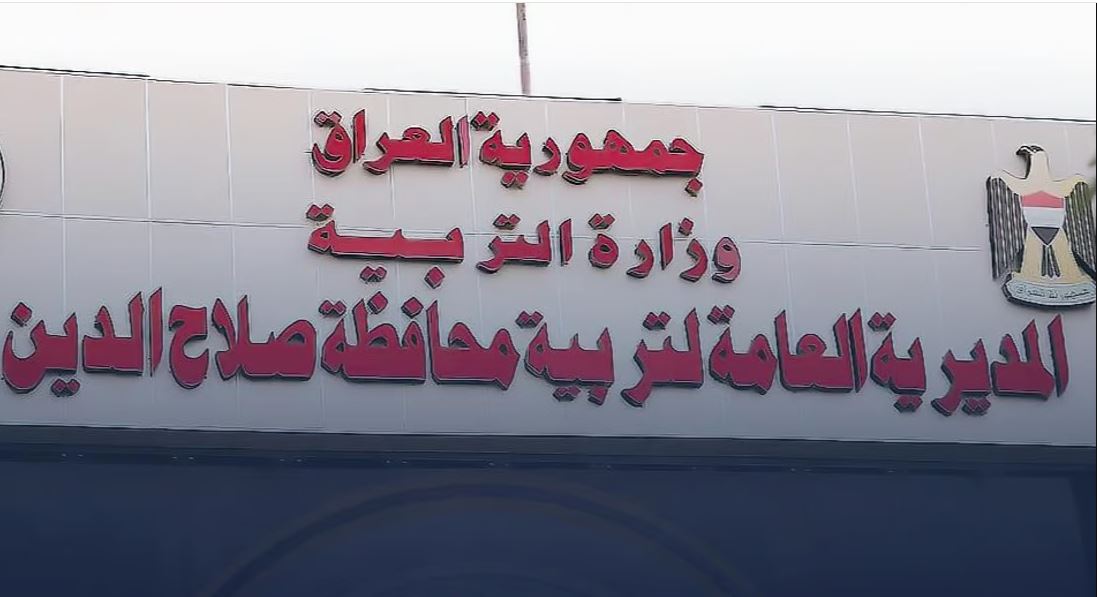 جمهورية العراق
وزارة التربية
المديرية العامة لتربية محافظة صلاح الدين